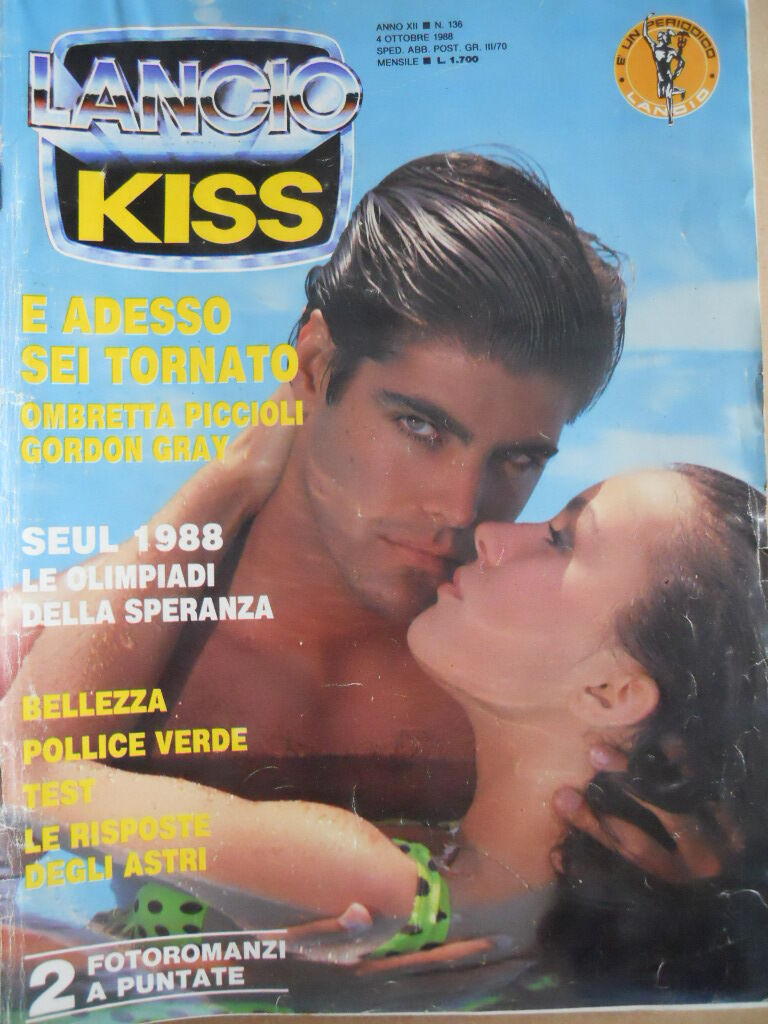 ANNO XII ■ N. 136
4 OTTOBRE 1988
SPED. ABB. POST. GR. III/70
MENSILE ■ L. 1.700
È UN PERIODICO
LANCIO
LANCIO
KISS
E ADESSO
SEI TORNATO
OMBRETTA PICCIOLI
GORDON GRAY
SEUL 1988
LE OLIMPIADI
DELLA SPERANZA
BELLEZZA
POLLICE VERDE
TEST
LE RISPOSTE
DEGLI ASTRI
2 FOTOROMANZI
A PUNTATE